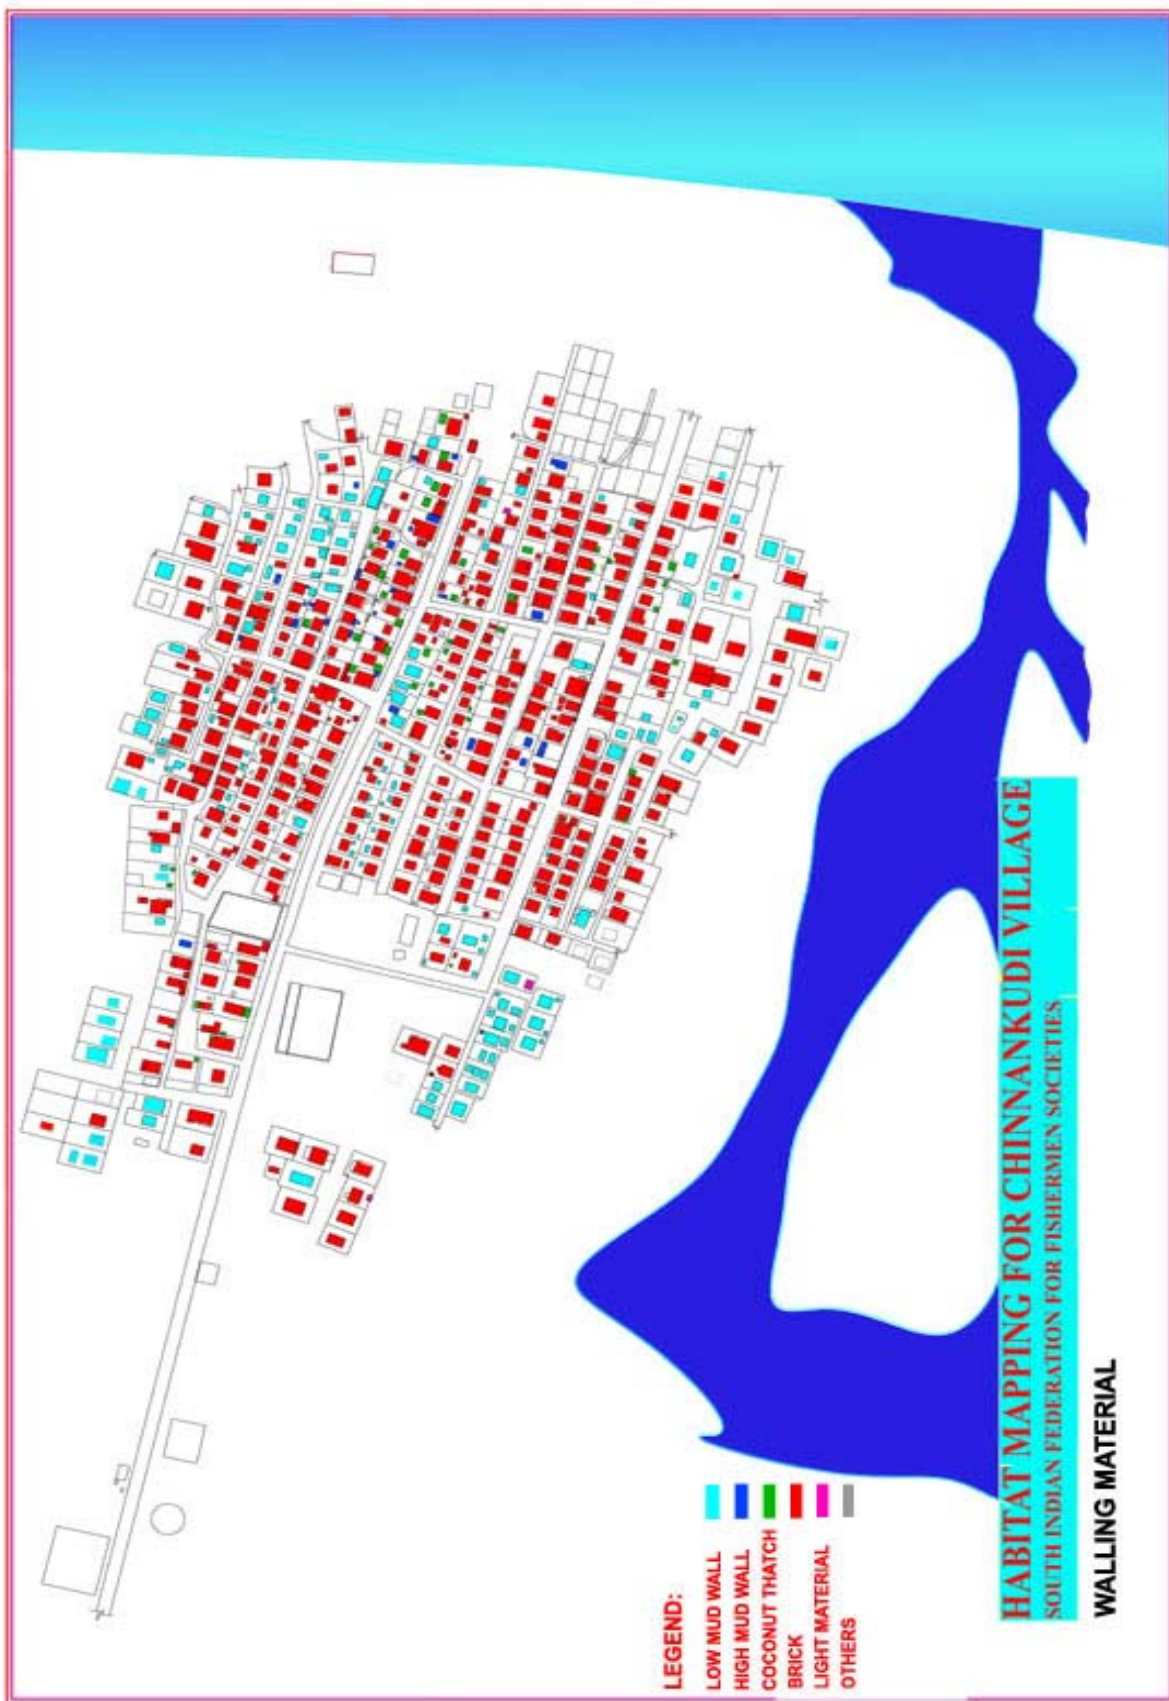 HABITAT MAPPING FOR CHINNANKUDI VILLAGE
SOUTH INDIAN FEDERATION FOR FISHERMEN SOCIETIES
WALLING MATERIAL
LEGEND:
LOW MUD WALL
HIGH MUD WALL
COCONUT THATCH
BRICK
LIGHT MATERIAL
OTHERS